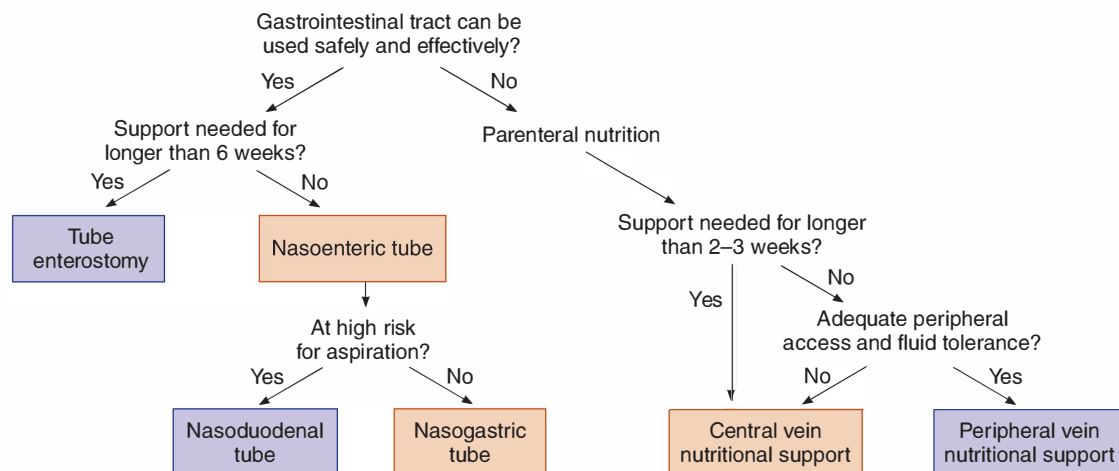 Gastrointestinal tract can be
used safely and effectively?
Yes
No
Support needed for
longer than 6 weeks?
Parenteral nutrition
Yes
No
Tube
enterostomy
Nasoenteric tube
Support needed for longer
than 2–3 weeks?
Yes
No
At high risk
for aspiration?
Adequate peripheral
access and fluid tolerance?
Yes
No
No
Yes
Nasoduodenal
tube
Nasogastric
tube
Central vein
nutritional support
Peripheral vein
nutritional support